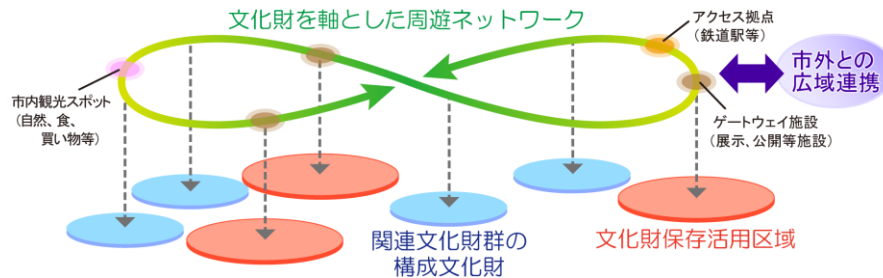 文化財を軸とした周遊ネットワーク
アクセス拠点
（鉄道駅等）
市外との
広域連携
市内観光スポット
（自然、食、
買い物等）
ゲートウェイ施設
（展示、公開等施設）
関連文化財群の
構成文化財
文化財保存活用区域